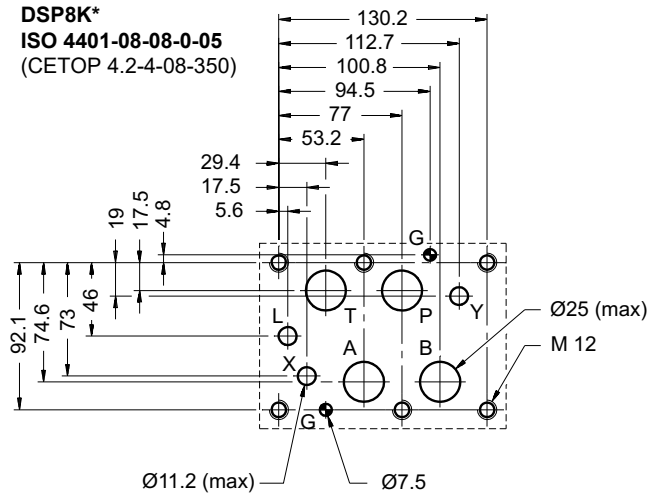 DSP8K*
ISO 4401-08-08-0-05
(CETOP 4.2-4-08-350)
130.2
112.7
100.8
94.5
77
53.2
29.4
17.5
5.6
19
17.5
4.8
G
92.1
74.6
73
46
L
T
P
Y
Ø25 (max)
X
A
B
M 12
G
Ø11.2 (max)
Ø7.5